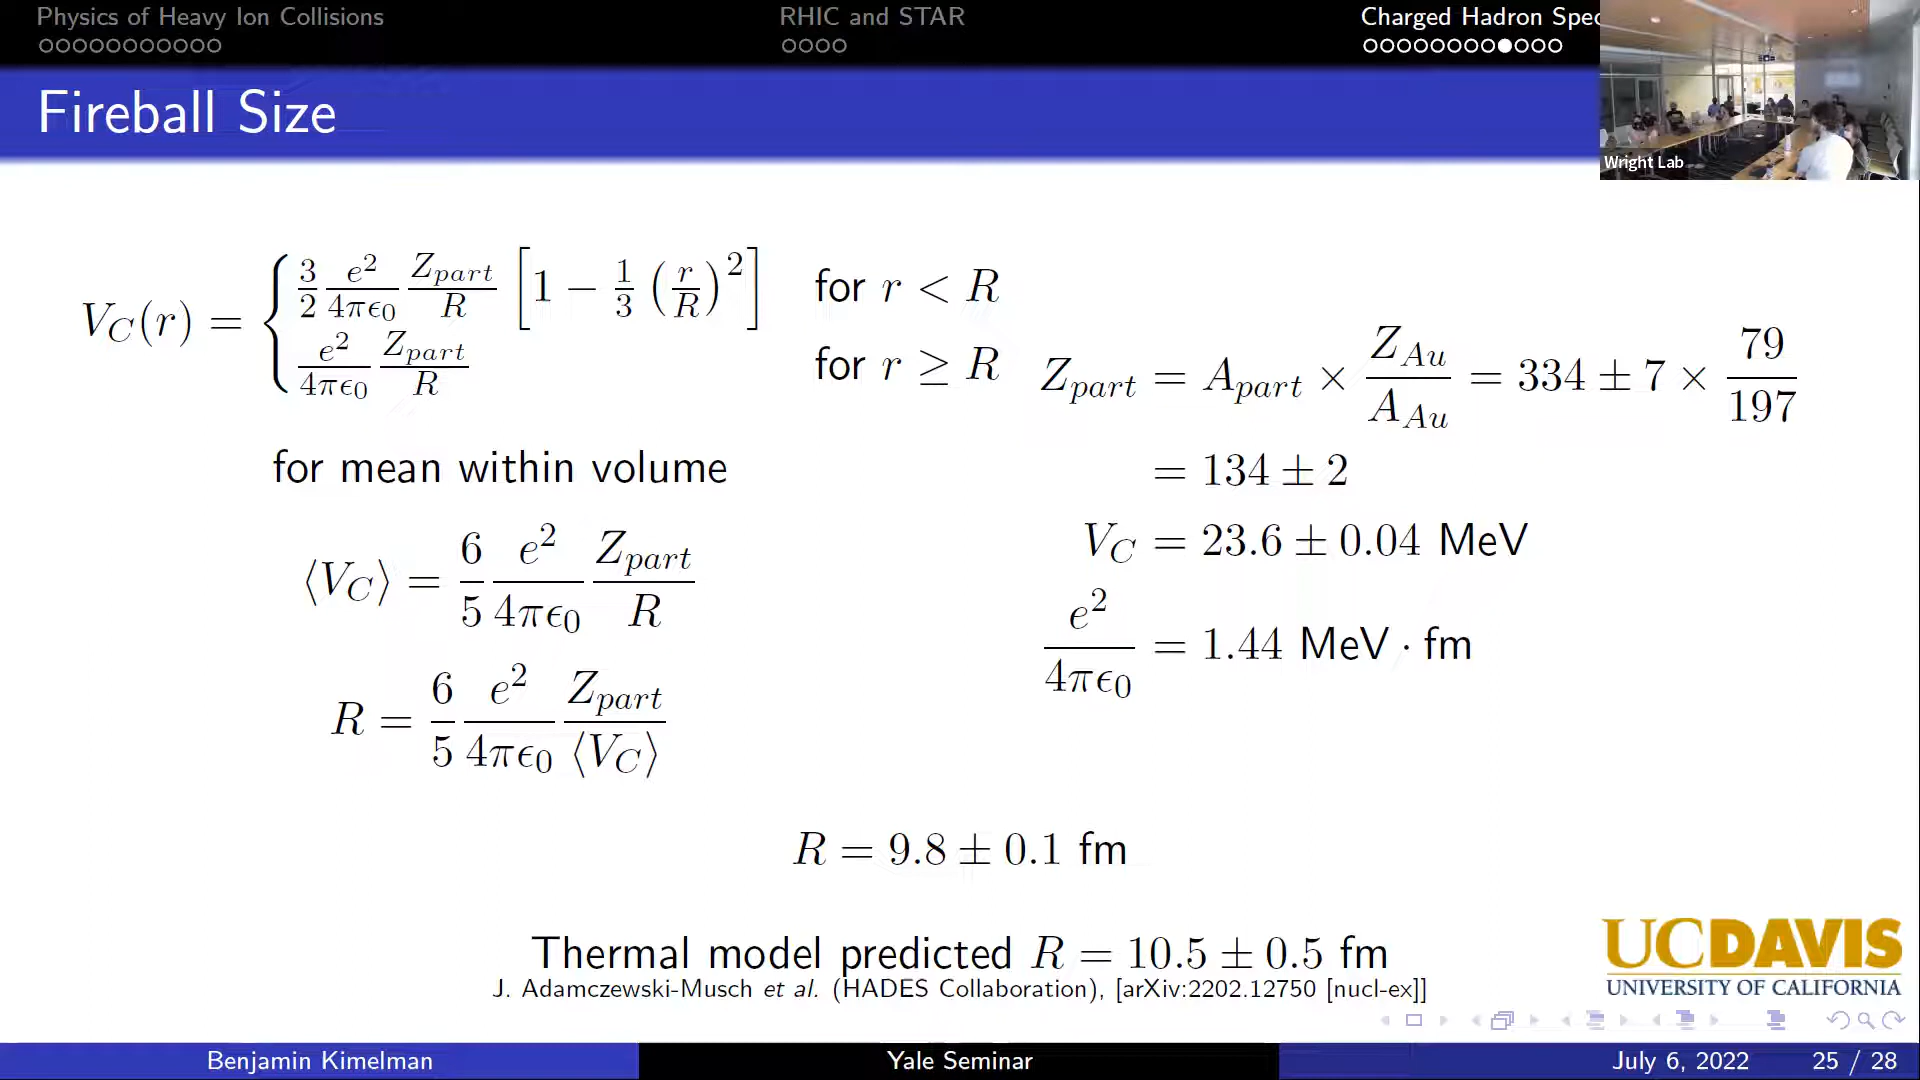 Physics of Heavy Ion Collisions
RHIC and STAR
Charged Hadron Spec
Wright Lab
Fireball Size
V_C(r) = { 3/2 e²/4πϵ₀ Z_part/R [1 − 1/3 (r/R)²] for r < R
e²/4πϵ₀ Z_part/R for r ≥ R
Z_part = A_part × Z_Au/A_Au = 334 ± 7 × 79/197
= 134 ± 2
for mean within volume
V_C = 23.6 ± 0.04 MeV
⟨V_C⟩ = 6/5 e²/4πϵ₀ Z_part/R
e²/4πϵ₀ = 1.44 MeV · fm
R = 6/5 e²/4πϵ₀ Z_part/⟨V_C⟩
R = 9.8 ± 0.1 fm
Thermal model predicted R = 10.5 ± 0.5 fm
J. Adamczewski-Musch et al. (HADES Collaboration), [arXiv:2202.12750 [nucl-ex]]
UCDAVIS
UNIVERSITY OF CALIFORNIA
Benjamin Kimelman
Yale Seminar
July 6, 2022
25 / 28